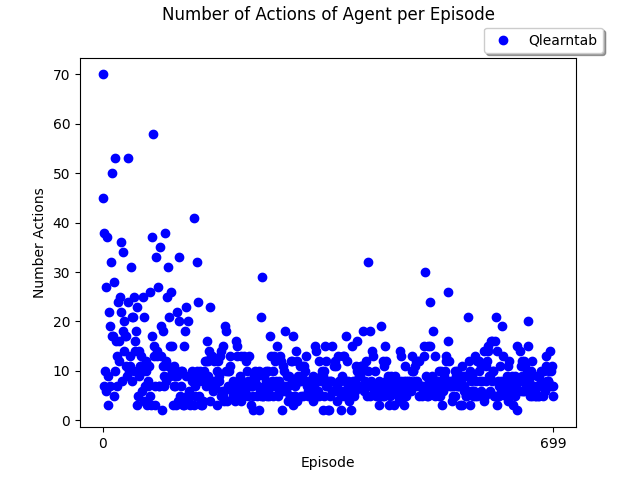 Number of Actions of Agent per Episode
Qlearntab
70
60
50
40
30
20
10
0
Number Actions
0 699
Episode